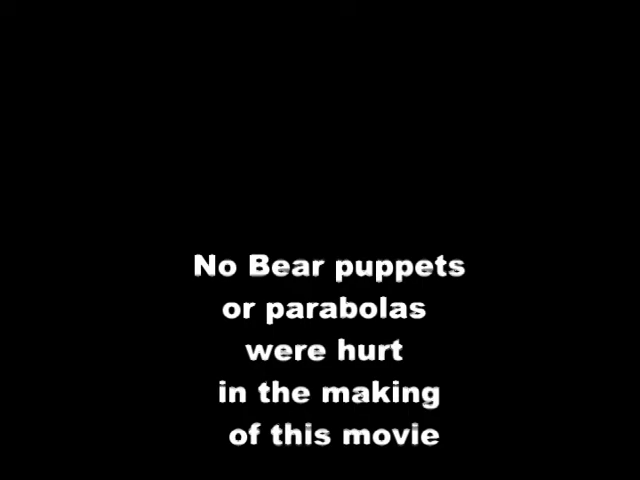 No Bear puppets
or parabolas
were hurt
in the making
of this movie